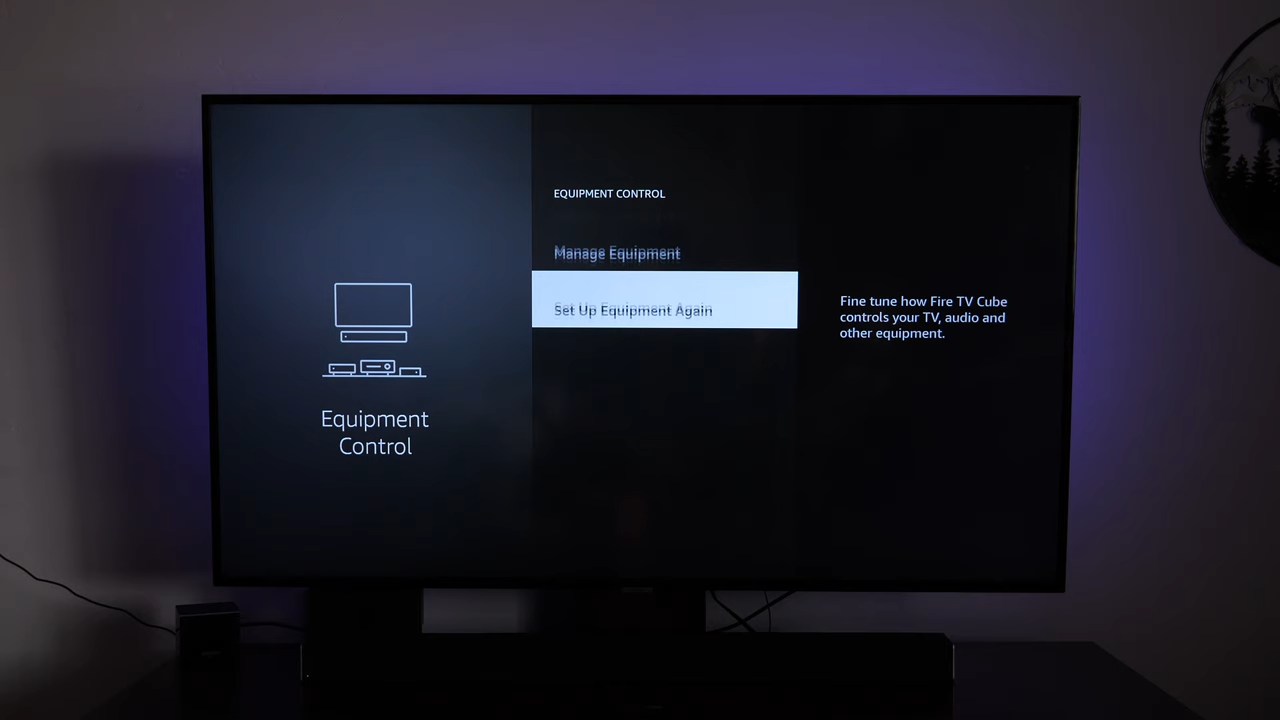 EQUIPMENT CONTROL
Manage Equipment
Set Up Equipment Again
Fine tune how Fire TV Cube
controls your TV, audio and
other equipment.
Equipment
Control